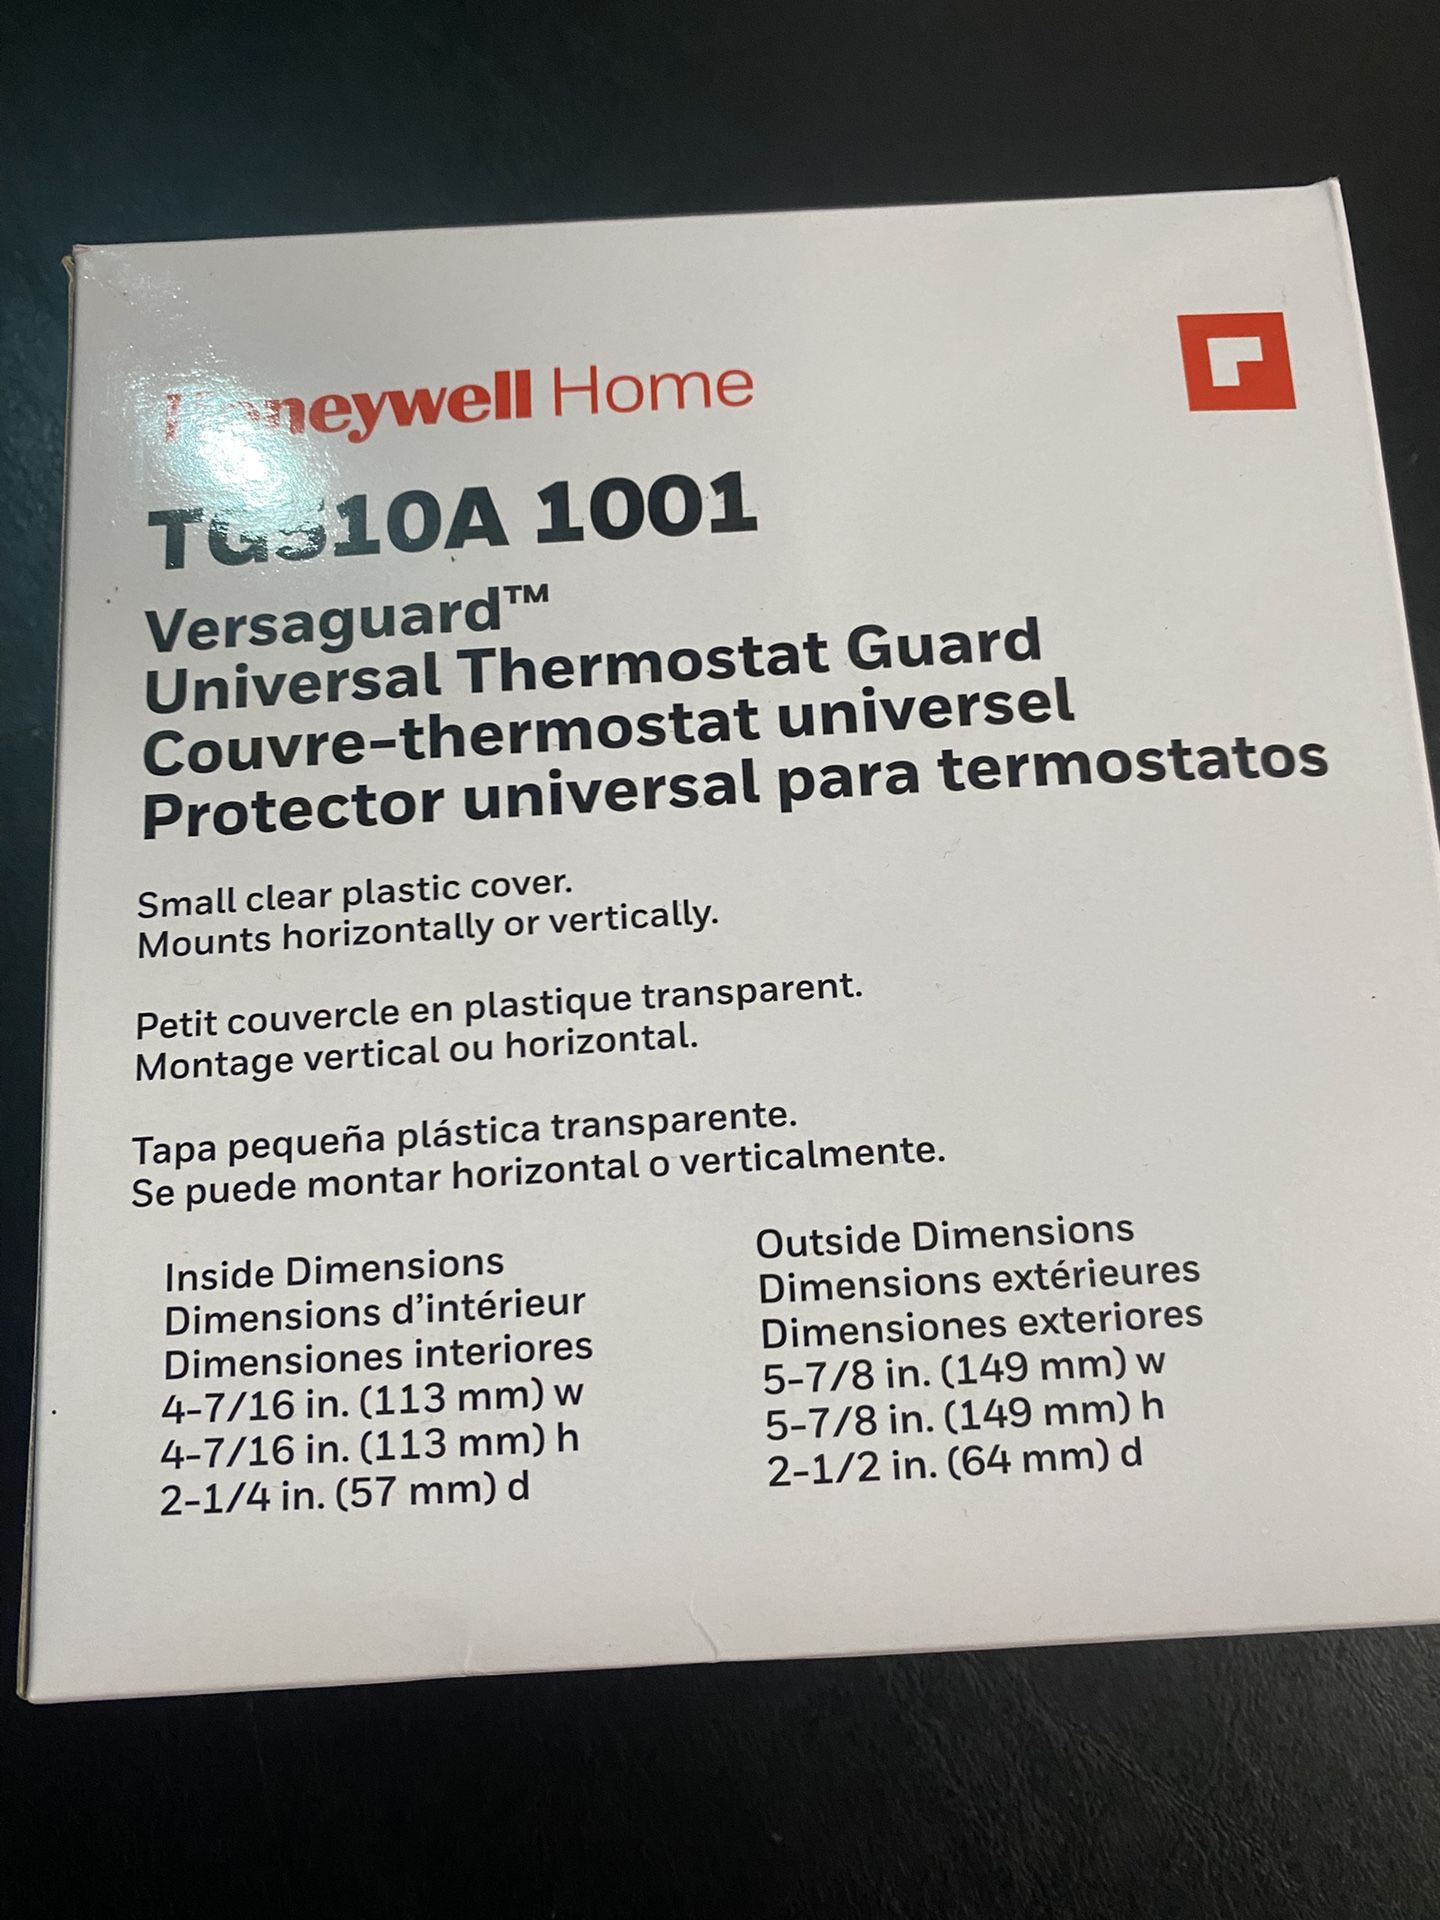 Honeywell Home
TG510A 1001
Versaguard™
Universal Thermostat Guard
Couvre-thermostat universel
Protector universal para termostatos
Small clear plastic cover.
Mounts horizontally or vertically.
Petit couvercle en plastique transparent.
Montage vertical ou horizontal.
Tapa pequeña plástica transparente.
Se puede montar horizontal o verticalmente.
Inside Dimensions
Dimensions d'intérieur
Dimensiones interiores
4-7/16 in. (113 mm) w
4-7/16 in. (113 mm) h
2-1/4 in. (57 mm) d
Outside Dimensions
Dimensions extérieures
Dimensiones exteriores
5-7/8 in. (149 mm) w
5-7/8 in. (149 mm) h
2-1/2 in. (64 mm) d